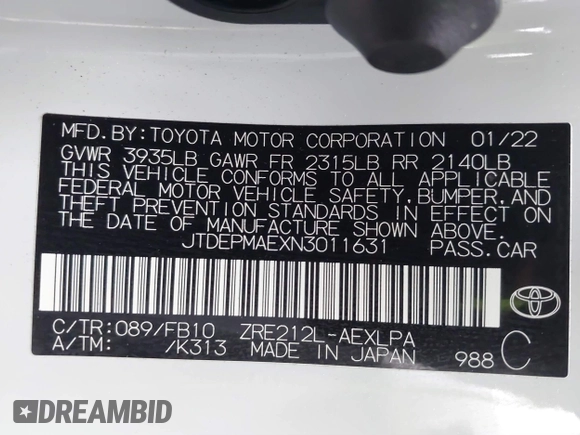 MFD.BY:TOYOTA MOTOR CORPORATION 01/22
GVWR 3935LB GAWR FR 2315LB RR 2140LB
THIS VEHICLE CONFORMS TO ALL APPLICABLE
FEDERAL MOTOR VEHICLE SAFETY,BUMPER,AND
THEFT PREVENTION STANDARDS IN EFFECT ON
THE DATE OF MANUFACTURE SHOWN ABOVE.
JTDEPMAEXN3011631 PASS.CAR
C/TR:089/FB10 ZRE212L-AEXLPA
A/TM: /K313 MADE IN JAPAN 988 C
DREAMBID